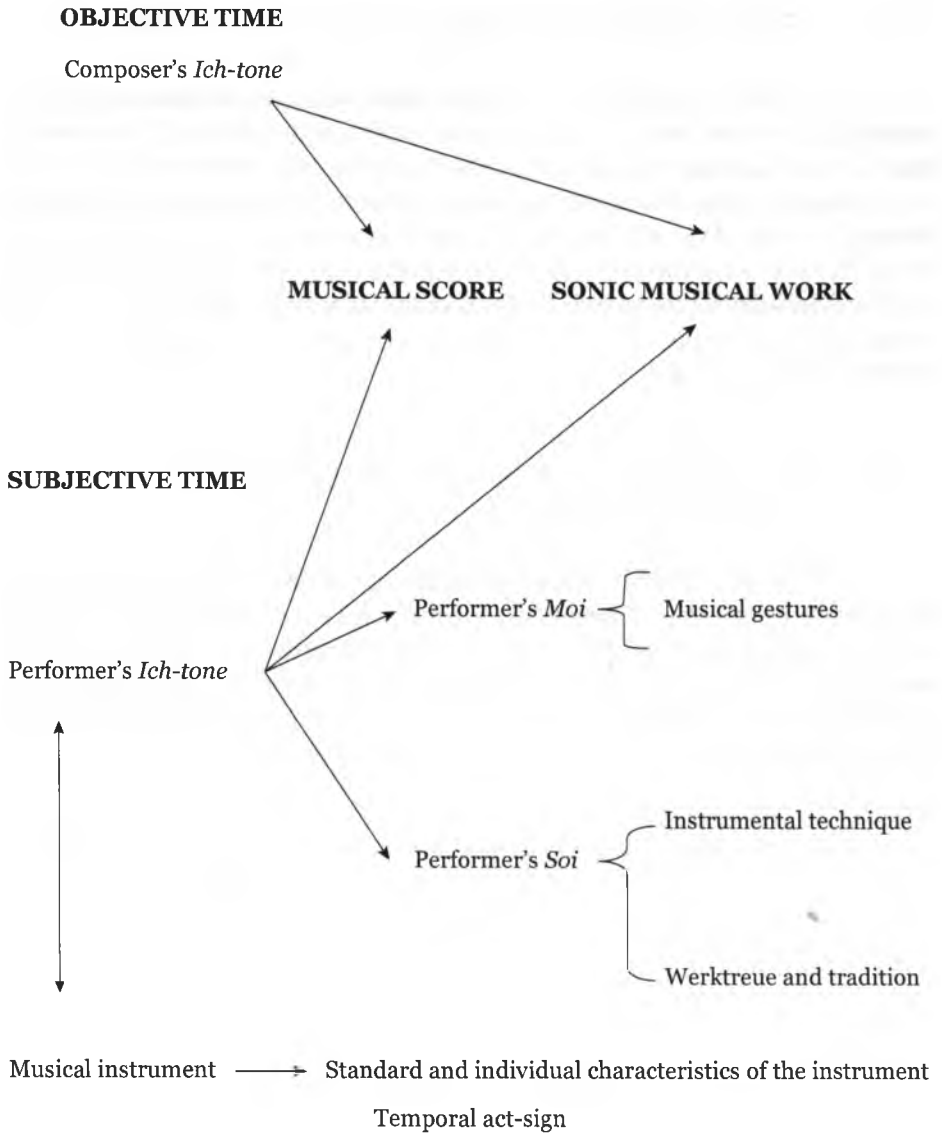 OBJECTIVE TIME
Composer's Ich-tone
MUSICAL SCORE SONIC MUSICAL WORK
SUBJECTIVE TIME
Performer's Moi Musical gestures
Performer's Ich-tone
Instrumental technique
Performer's Soi
Werktreue and tradition
Musical instrument Standard and individual characteristics of the instrument
Temporal act-sign